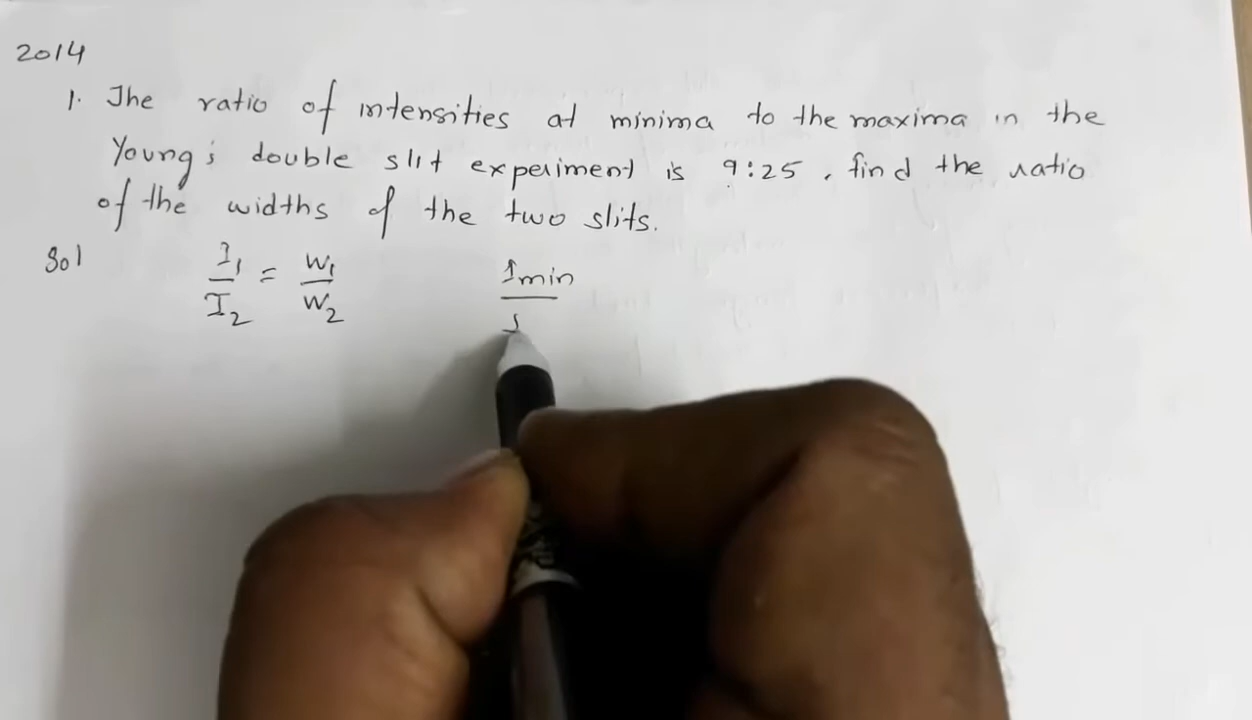 2014
1. The ratio of intensities at minima to the maxima in the
Young's double slit experiment is 9:25, find the ratio
of the widths of the two slits.
Sol
I1/I2 = W1/W2
Imin